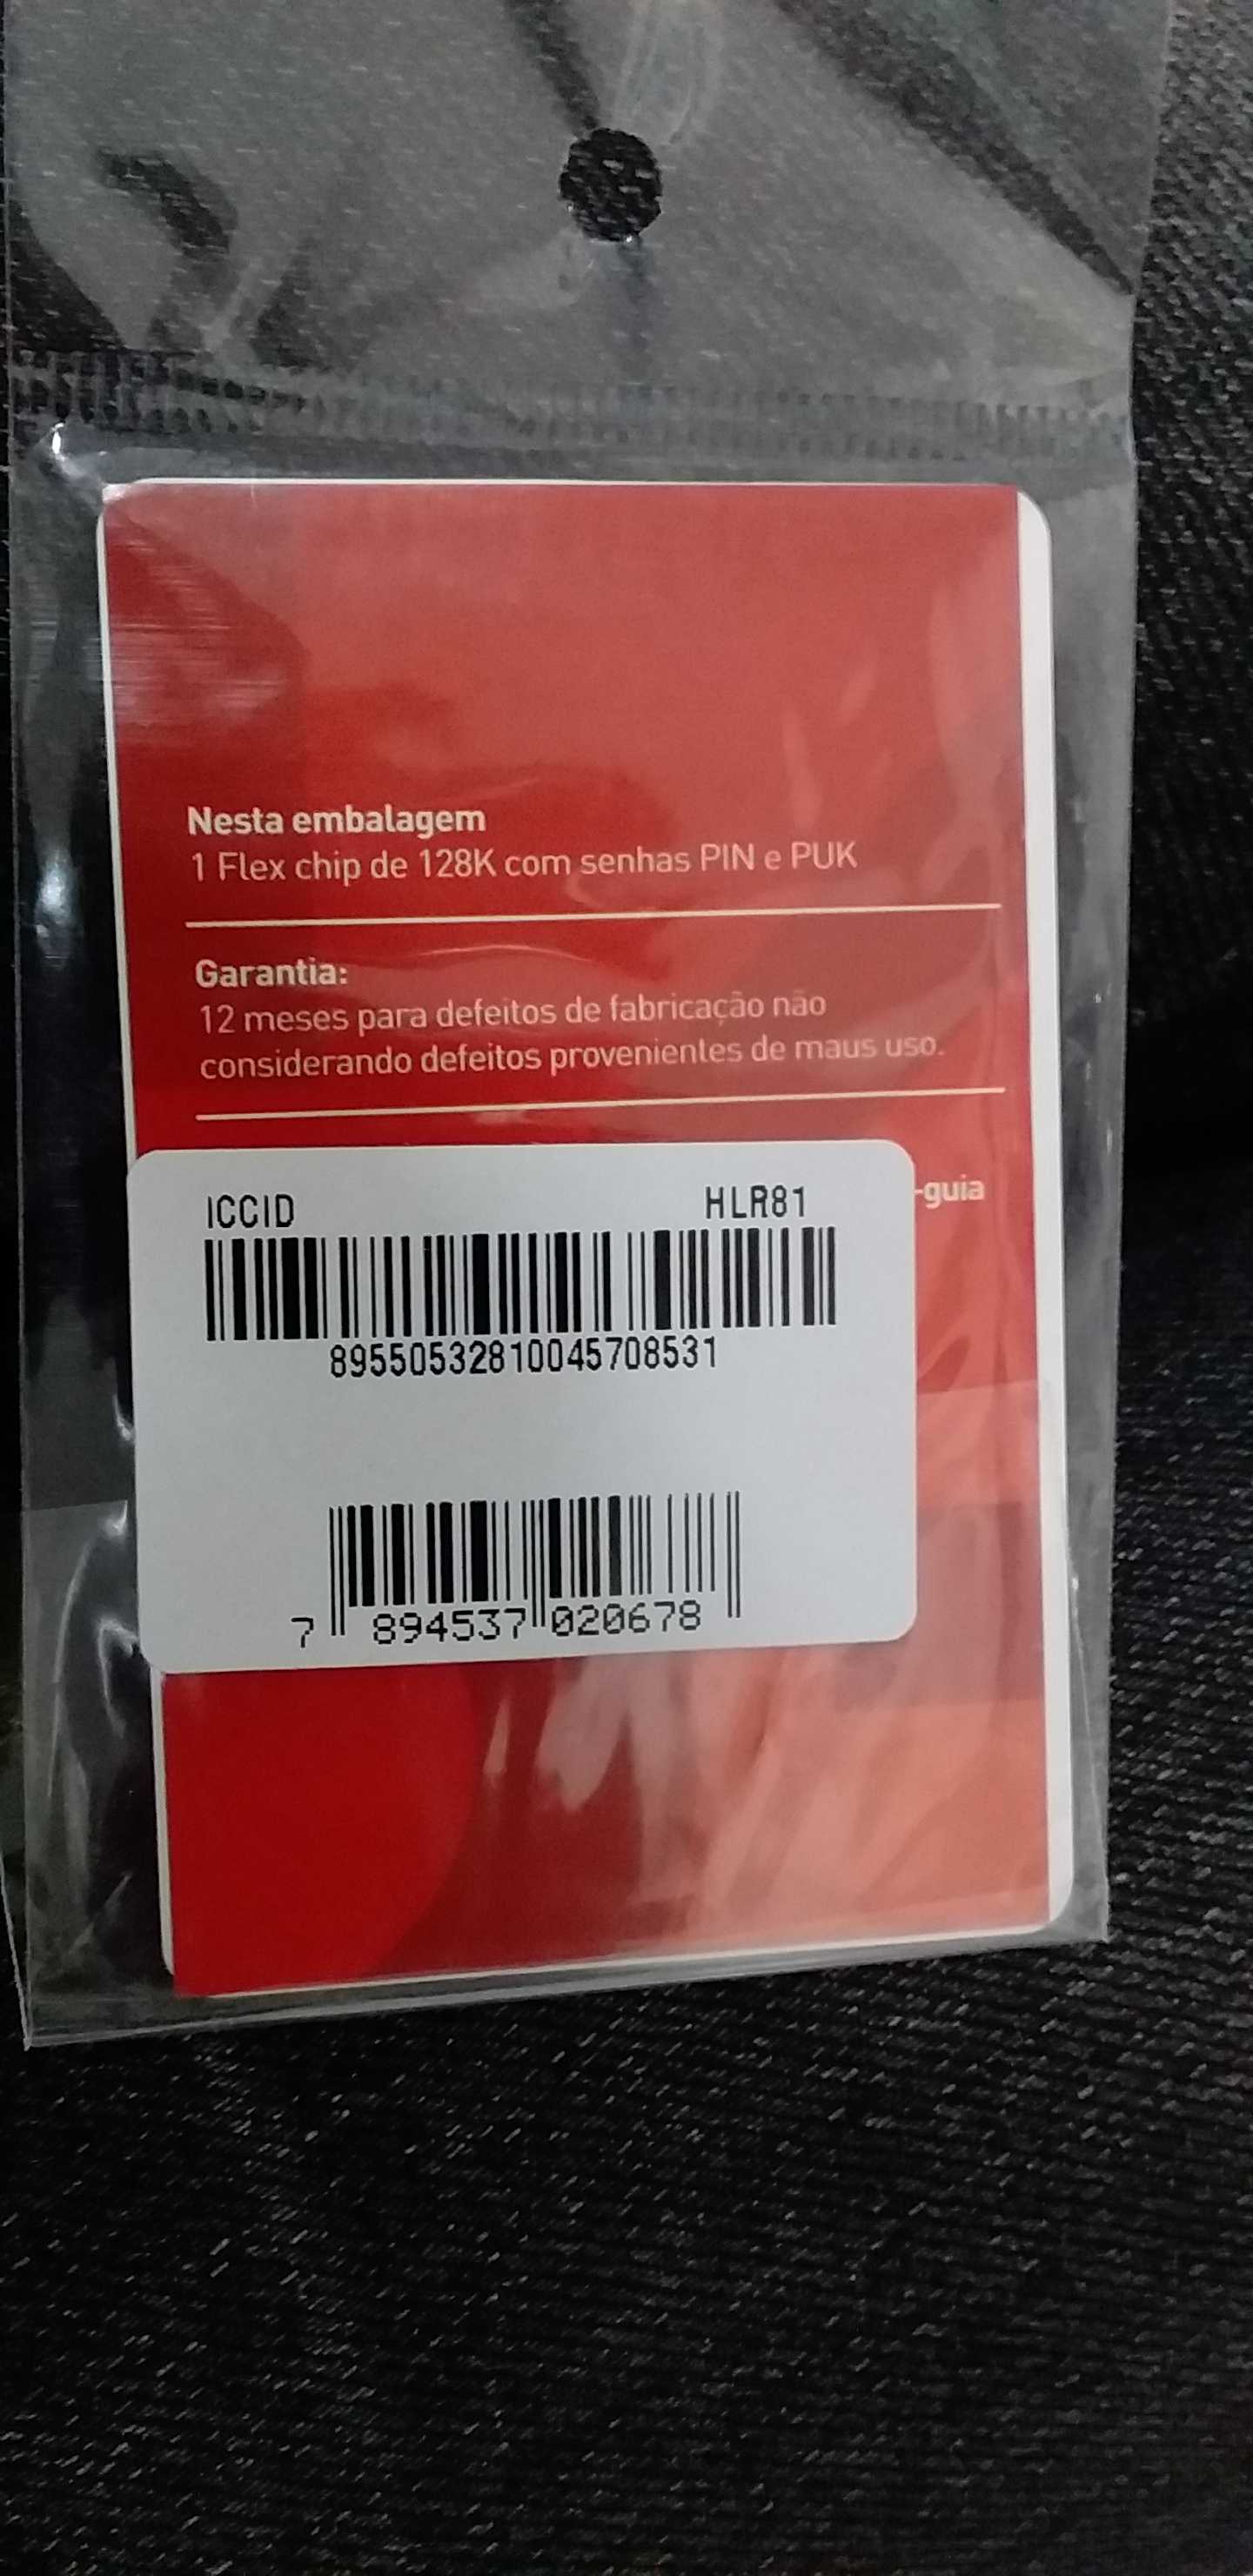 Nesta embalagem
1 Flex chip de 128K com senhas PIN e PUK
Garantia:
12 meses para defeitos de fabricação não
considerando defeitos provenientes de maus uso.
-guia
ICCID HLR81
89550532810045708531
7 894537 020678